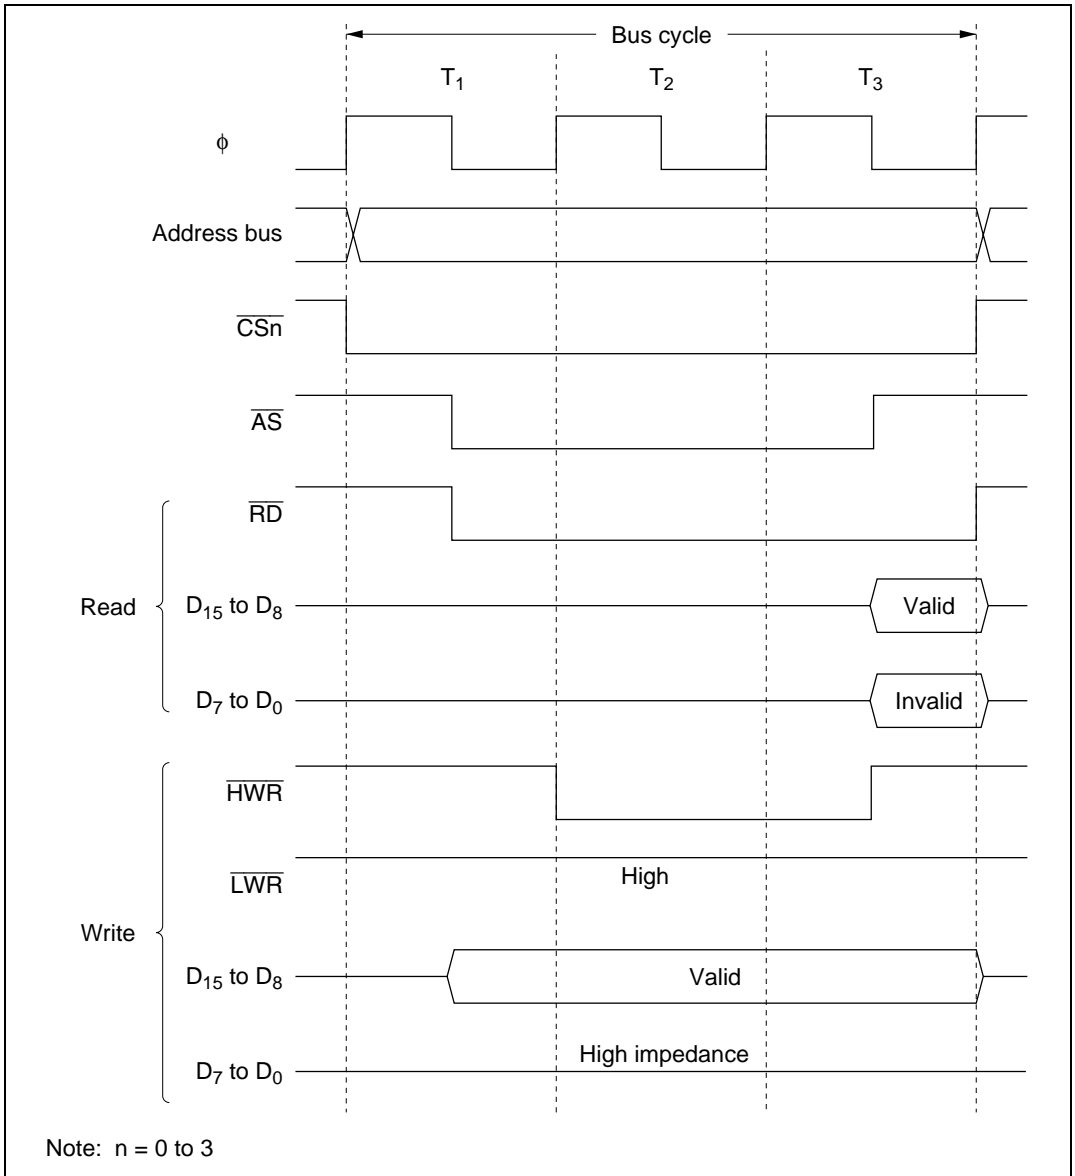 Bus cycle
T1 T2 T3
ϕ
Address bus
CSn
AS
RD
Read
D15 to D8 Valid
D7 to D0 Invalid
HWR
LWR High
Write
D15 to D8 Valid
D7 to D0 High impedance
Note: n = 0 to 3